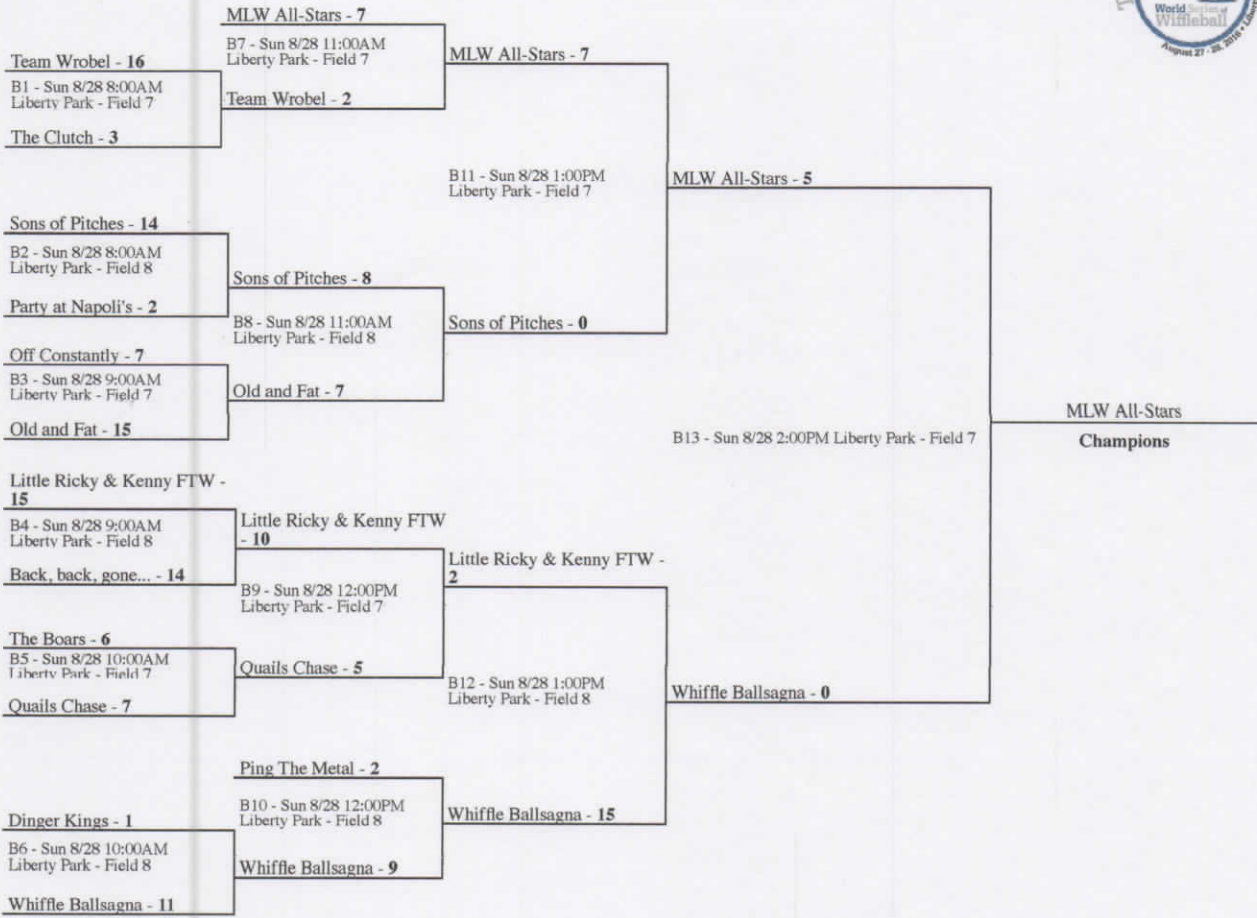 World Series of
Wiffleball
August 27 - 28, 2016 •
MLW All-Stars - 7
B7 - Sun 8/28 11:00AM
Liberty Park - Field 7
Team Wrobel - 2
MLW All-Stars - 7
Team Wrobel - 16
B1 - Sun 8/28 8:00AM
Liberty Park - Field 7
The Clutch - 3
B11 - Sun 8/28 1:00PM
Liberty Park - Field 7
MLW All-Stars - 5
Sons of Pitches - 14
B2 - Sun 8/28 8:00AM
Liberty Park - Field 8
Party at Napoli's - 2
Sons of Pitches - 8
B8 - Sun 8/28 11:00AM
Liberty Park - Field 8
Sons of Pitches - 0
Off Constantly - 7
B3 - Sun 8/28 9:00AM
Liberty Park - Field 7
Old and Fat - 15
Old and Fat - 7
B13 - Sun 8/28 2:00PM Liberty Park - Field 7
MLW All-Stars
Champions
Little Ricky & Kenny FTW -
15
B4 - Sun 8/28 9:00AM
Liberty Park - Field 8
Back, back, gone... - 14
Little Ricky & Kenny FTW
- 10
B9 - Sun 8/28 12:00PM
Liberty Park - Field 7
Little Ricky & Kenny FTW -
2
The Boars - 6
B5 - Sun 8/28 10:00AM
Liberty Park - Field 7
Quails Chase - 7
Quails Chase - 5
B12 - Sun 8/28 1:00PM
Liberty Park - Field 8
Whiffle Ballsagna - 0
Ping The Metal - 2
B10 - Sun 8/28 12:00PM
Liberty Park - Field 8
Whiffle Ballsagna - 15
Dinger Kings - 1
B6 - Sun 8/28 10:00AM
Liberty Park - Field 8
Whiffle Ballsagna - 9
Whiffle Ballsagna - 11